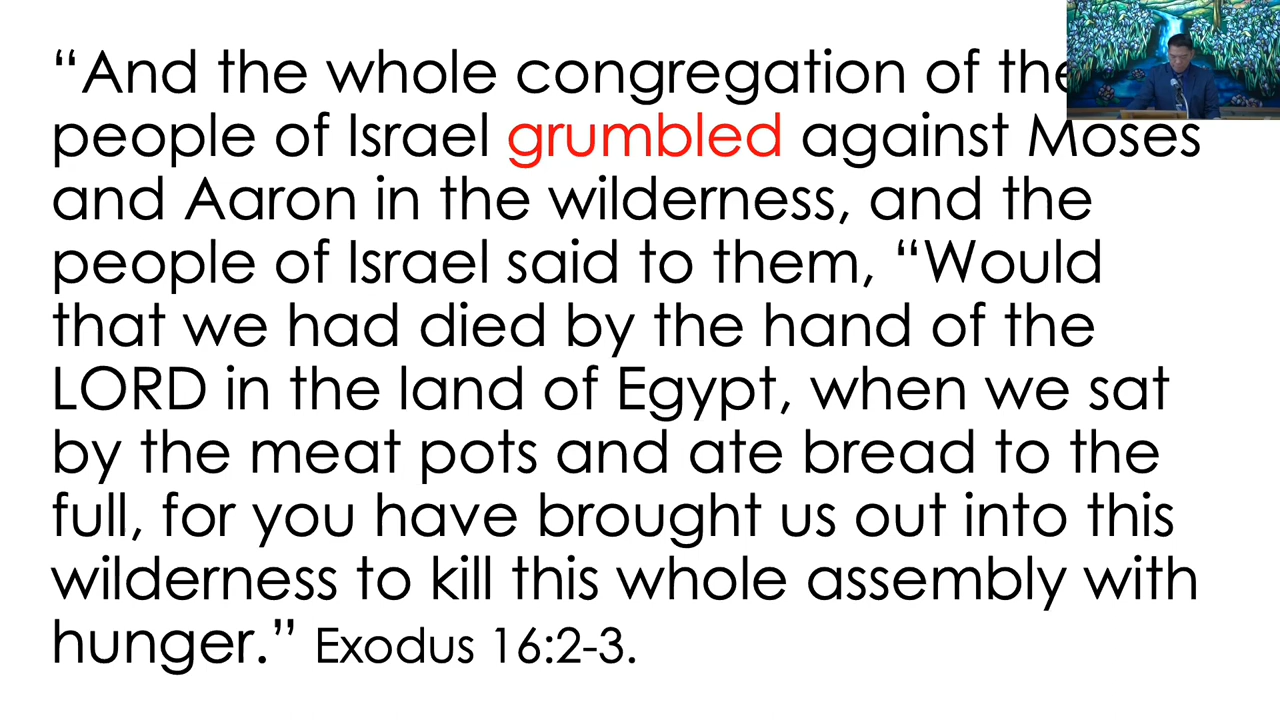 “And the whole congregation of the
people of Israel grumbled against Moses
and Aaron in the wilderness, and the
people of Israel said to them, “Would
that we had died by the hand of the
LORD in the land of Egypt, when we sat
by the meat pots and ate bread to the
full, for you have brought us out into this
wilderness to kill this whole assembly with
hunger.” Exodus 16:2-3.